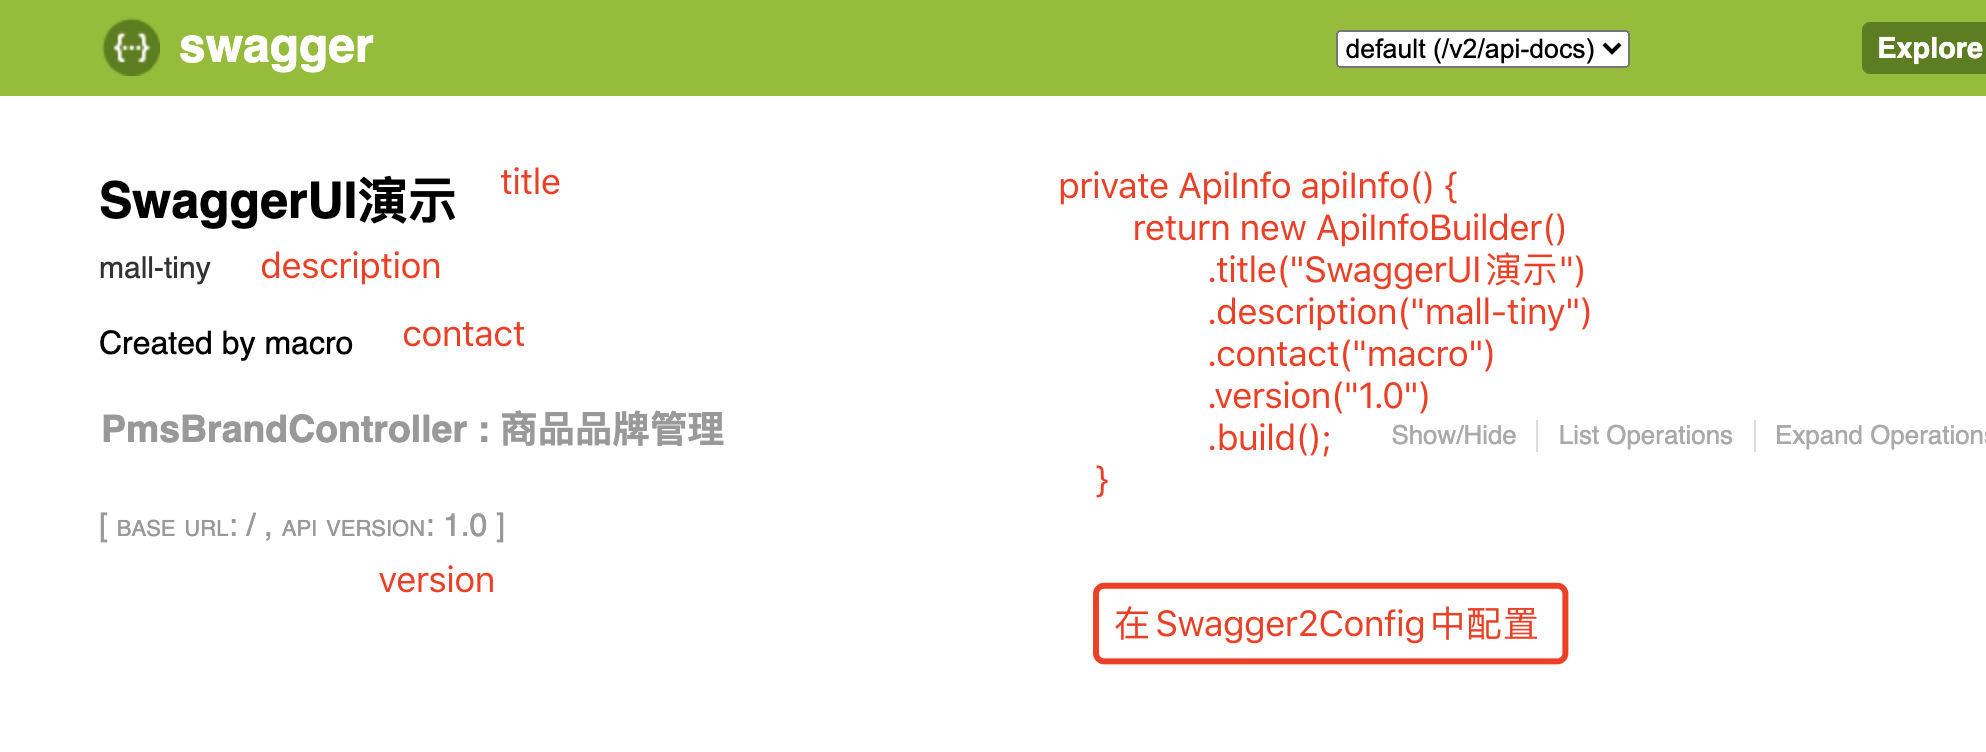 swagger
default (/v2/api-docs)
Explore
SwaggerUI演示
title
mall-tiny
description
Created by macro
contact
PmsBrandController : 商品品牌管理
[ BASE URL: / , API VERSION: 1.0 ]
version
private ApiInfo apiInfo() {
return new ApiInfoBuilder()
.title("SwaggerUI演示")
.description("mall-tiny")
.contact("macro")
.version("1.0")
.build();
}
Show/Hide
List Operations
Expand Operations
在Swagger2Config中配置